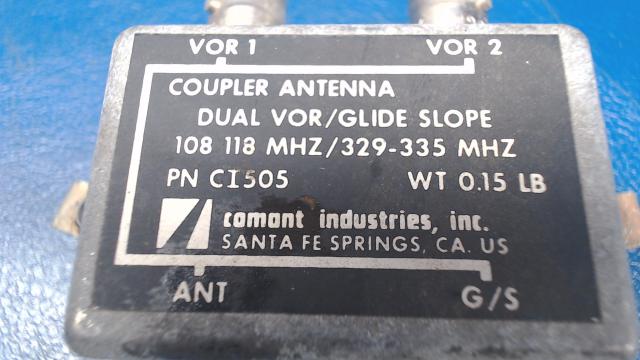 VOR 1 VOR 2
COUPLER ANTENNA
DUAL VOR/GLIDE SLOPE
108 118 MHZ/329-335 MHZ
PN CI505 WT 0.15 LB
comant industries, inc.
SANTA FE SPRINGS, CA. US
ANT G/S